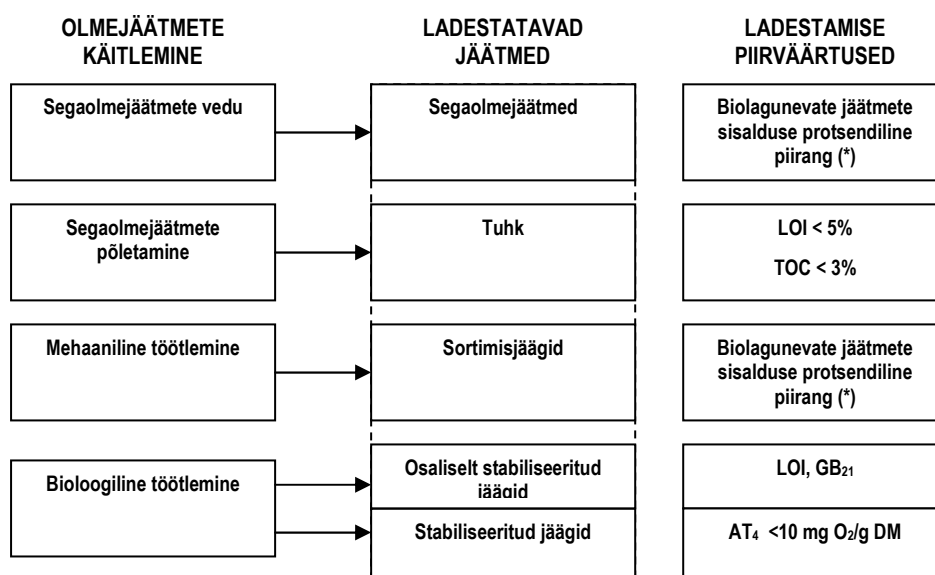 OLMEJÄÄTMETE
KÄITLEMINE
LADESTATAVAD
JÄÄTMED
LADESTAMISE
PIIRVÄÄRTUSED
Segaolmejäätmete vedu
Segaolmejäätmed
Biolagunevate jäätmete
sisalduse protsendiline
piirang (*)
Segaolmejäätmete
põletamine
Tuhk
LOI < 5%
TOC < 3%
Mehaaniline töötlemine
Sortimisjäägid
Biolagunevate jäätmete
sisalduse protsendiline
piirang (*)
Bioloogiline töötlemine
Osaliselt stabiliseeritud
jäägid
LOI, GB₂₁
Stabiliseeritud jäägid
AT₄ <10 mg O₂/g DM